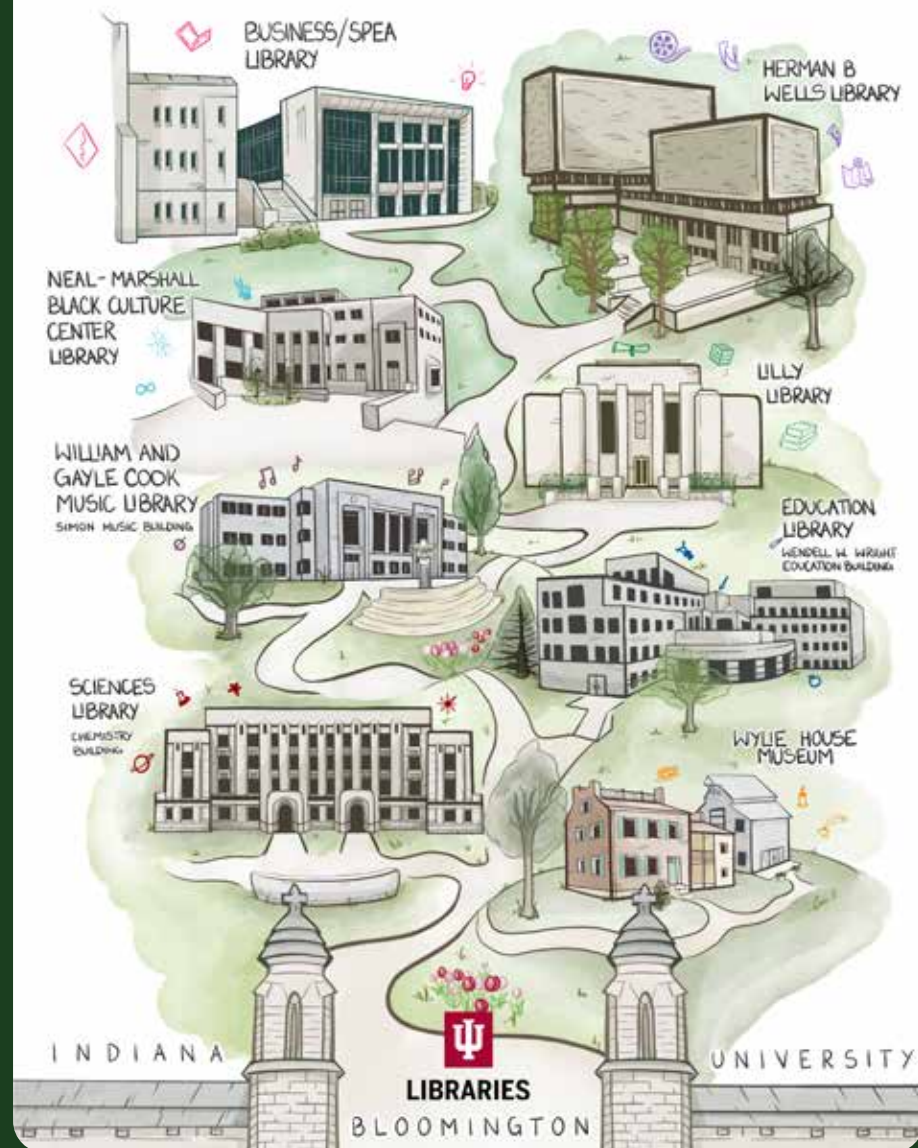 BUSINESS/SPEA
LIBRARY
HERMAN B
WELLS LIBRARY
NEAL-MARSHALL
BLACK CULTURE
CENTER
LIBRARY
LILLY
LIBRARY
WILLIAM AND
GAYLE COOK
MUSIC LIBRARY
SIMON MUSIC BUILDING
EDUCATION
LIBRARY
WENDELL W. WRIGHT
EDUCATION BUILDING
SCIENCES
LIBRARY
CHEMISTRY
BUILDING
WYLIE HOUSE
MUSEUM
INDIANA UNIVERSITY
LIBRARIES
BLOOMINGTON